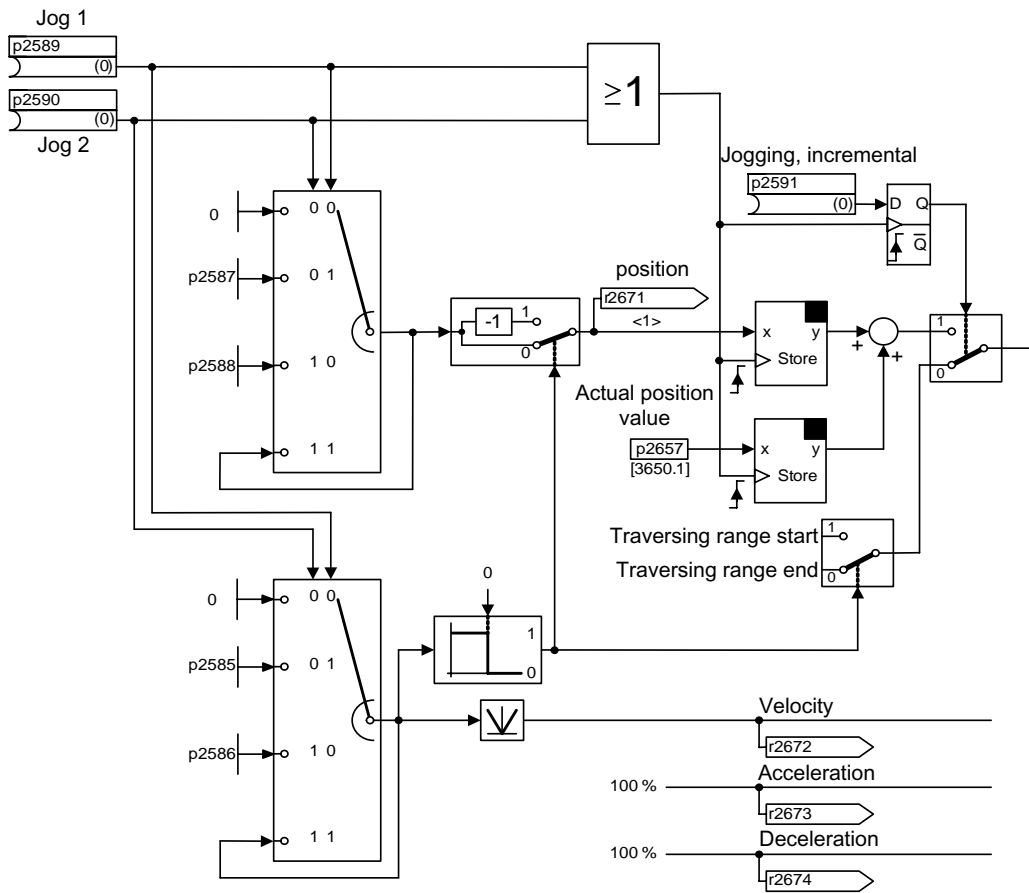 Jog 1
p2589
(0)
p2590
(0)
Jog 2
≥1
Jogging, incremental
p2591
(0)
D Q
Q̅
0
0 0
p2587
0 1
p2588
1 0
1 1
-1
1
0
position
r2671
<1>
x y
Store
+
+
1
0
Actual position
value
p2657
[3650.1]
x y
Store
Traversing range start
1
Traversing range end
0
0
0 0
p2585
0 1
p2586
1 0
1 1
0
1
0
Velocity
r2672
100 %
Acceleration
r2673
100 %
Deceleration
r2674